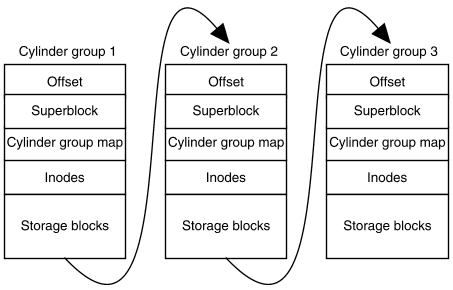 Cylinder group 1
Offset
Superblock
Cylinder group map
Inodes
Storage blocks
Cylinder group 2
Offset
Superblock
Cylinder group map
Inodes
Storage blocks
Cylinder group 3
Offset
Superblock
Cylinder group map
Inodes
Storage blocks